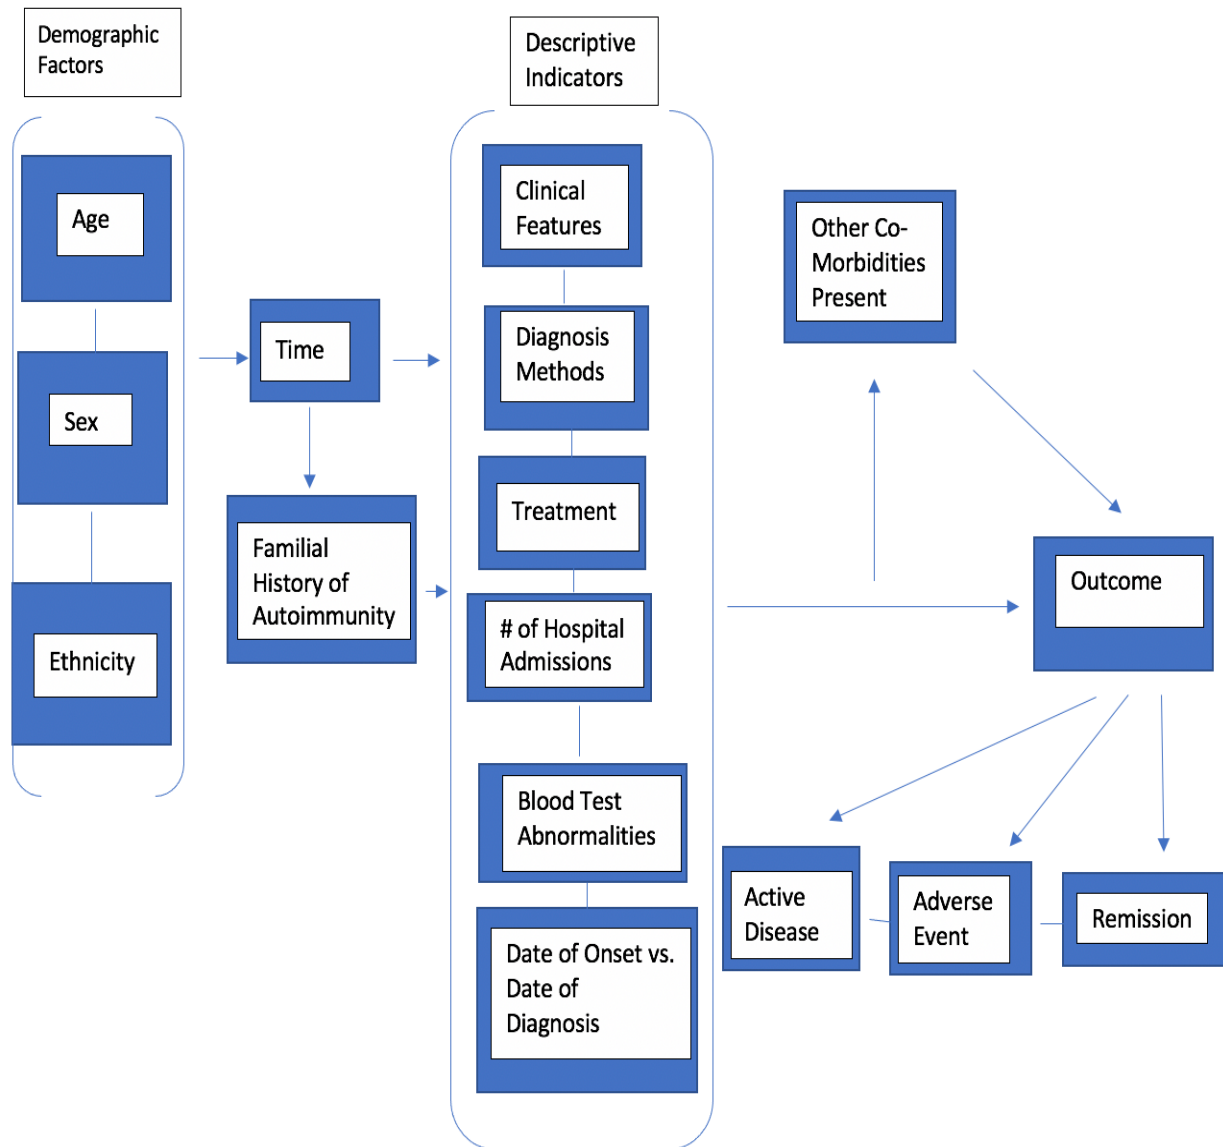 Demographic
Factors
Age
Sex
Ethnicity
Time
Familial
History of
Autoimmunity
Descriptive
Indicators
Clinical
Features
Diagnosis
Methods
Treatment
# of Hospital
Admissions
Blood Test
Abnormalities
Date of Onset vs.
Date of
Diagnosis
Other Co-
Morbidities
Present
Outcome
Active
Disease
Adverse
Event
Remission